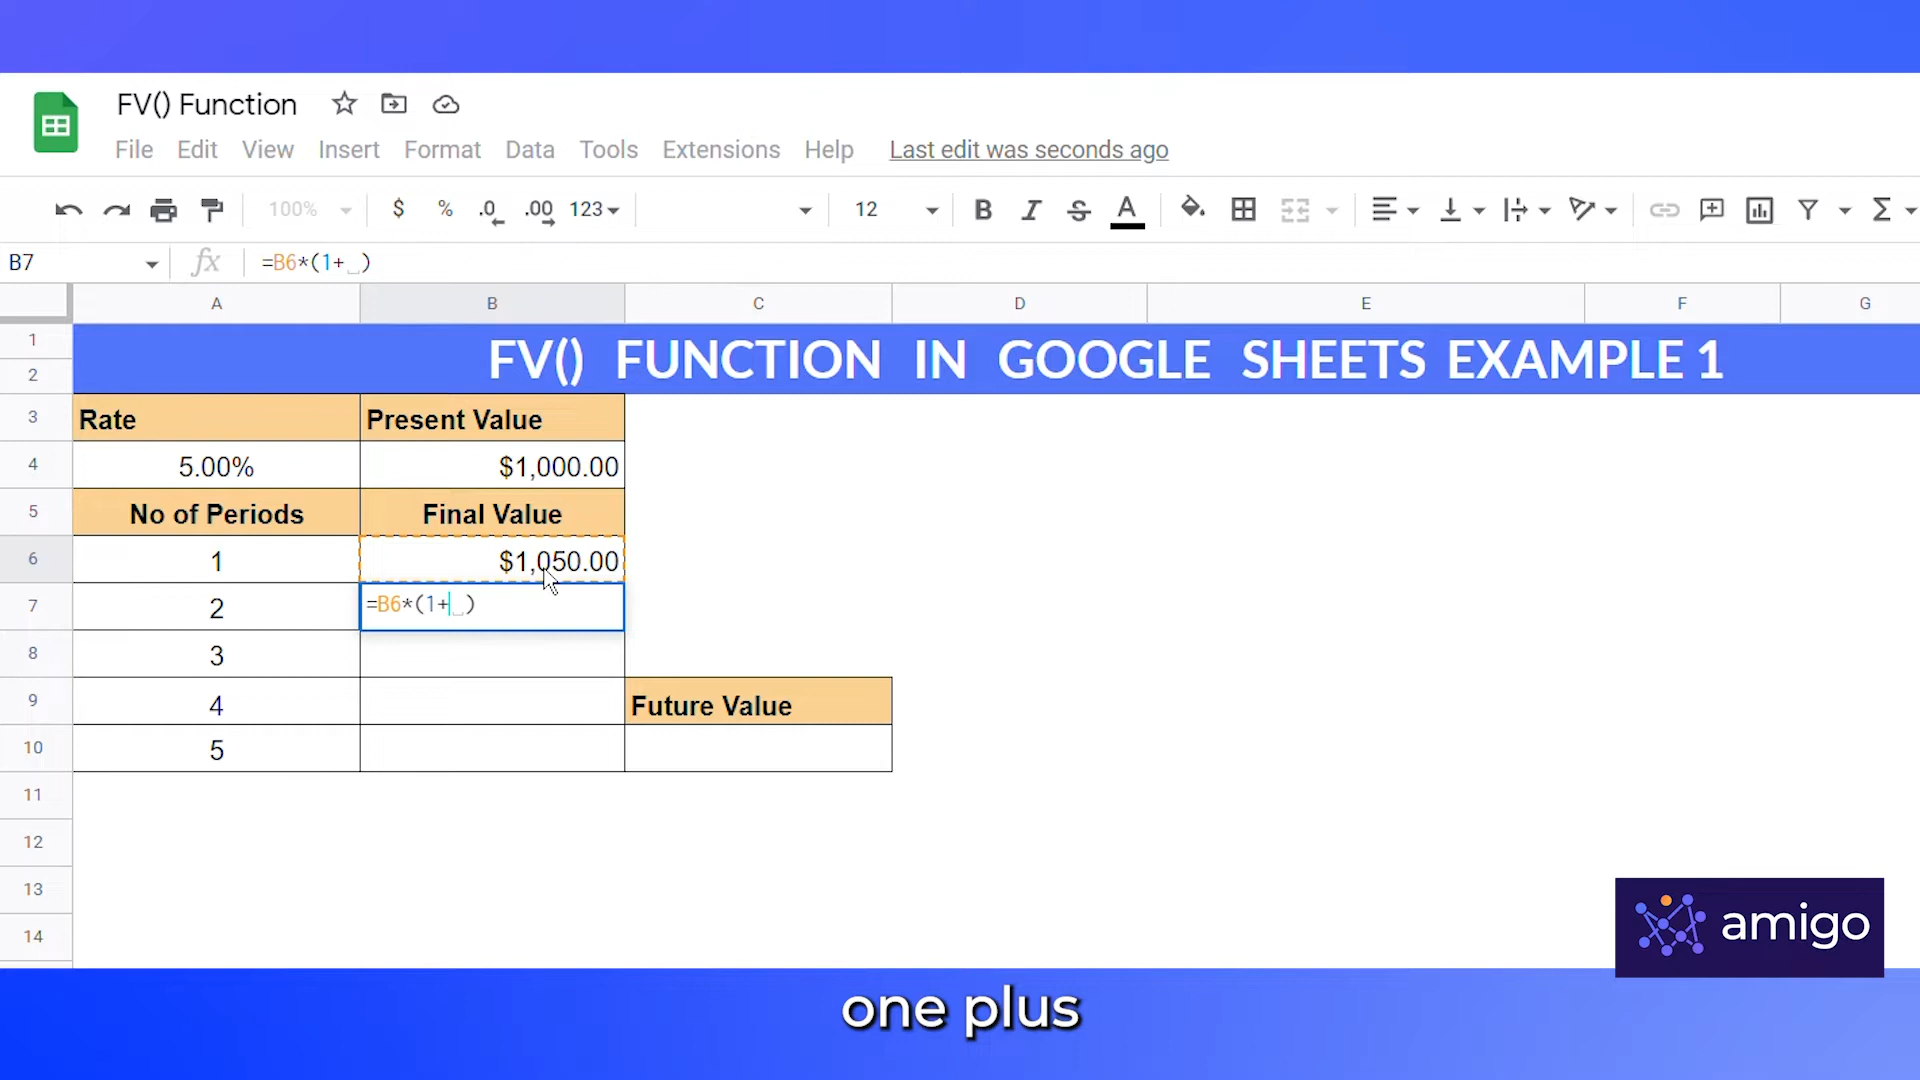 FV() Function
File Edit View Insert Format Data Tools Extensions Help Last edit was seconds ago
100% $ % .0 .00 123 12 B I S A Σ
B7 fx =B6*(1+_)
A B C D E F G
1
2
FV() FUNCTION IN GOOGLE SHEETS EXAMPLE 1
3 Rate Present Value
4 5.00% $1,000.00
5 No of Periods Final Value
6 1 $1,050.00
7 2 =B6*(1+_)
8 3
9 4 Future Value
10 5
11
12
13
14
amigo
one plus